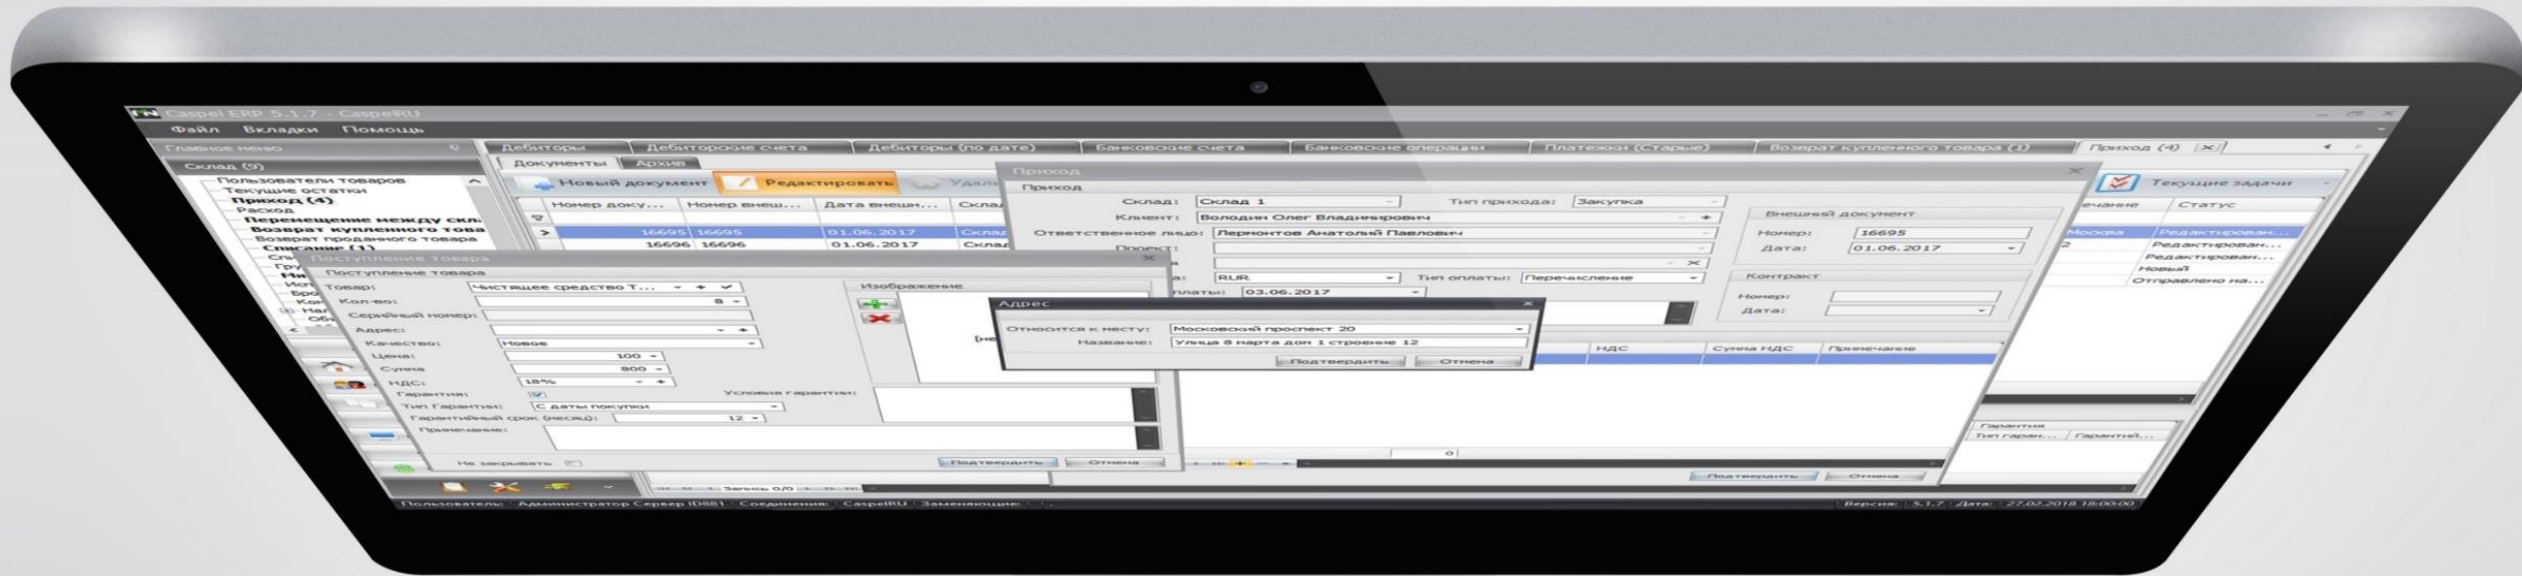 Caspel ERP 5.1.7 - CaspelRU
Файл Вкладки Помощь
Главное меню
Склад (9)
Пользователи товаров
Текущие остатки
Приход (4)
Расход
Перемещение между скл
Возврат купленного това
Возврат проданного товара
Списание (1)
Дебиторы Дебиторские счета Дебиторы (по дате) Банковские счета Банковские операции Платежки (Старые) Возврат купленного товара (1) Приход (4)
Документы Архив
Новый документ Редактировать Удал
Текущие задачи
Номер доку... Номер внеш... Дата внешн... Склад
16695 16695 01.06.2017 Склад
16696 16696 01.06.2017 Склад
ечание Статус
Москва Редактирован...
2 Редактирован...
Редактирован...
Новый
Отправлено на...
Приход
Приход
Склад: Склад 1 Тип прихода: Закупка
Клиент: Володин Олег Владимирович
Ответственное лицо: Лермонтов Анатолий Павлович
Проект:
RUR Тип оплаты: Перечисление
платы: 03.06.2017
Внешний документ
Номер: 16695
Дата: 01.06.2017
Контракт
Номер:
Дата:
НДС Сумма НДС Примечание
0
Подтвердить Отмена
Поступление товара
Поступление товара
Товар: Чистящее средство Т...
Кол-во: 8
Серийный номер:
Адрес:
Качество: Новое
Цена: 100
Сумма 800
НДС: 18%
Гарантия: Условия гарантии:
Тип Гарантии: С даты покупки
Гарантийный срок (месяц): 12
Примечание:
Не закрывать
Подтвердить Отмена
Изображение
Адрес
Относится к месту: Московский проспект 20
Название: Улица 8 марта дом 1 строение 12
Подтвердить Отмена
Гарантия
Тип гаран... Гарантий...
Запись 0/0
Пользователь: Администратор Сервер ID881 Соединения: CaspelRU Заменяющие:
Версия: 5.1.7 Дата: 27.02.2018 18:00:00